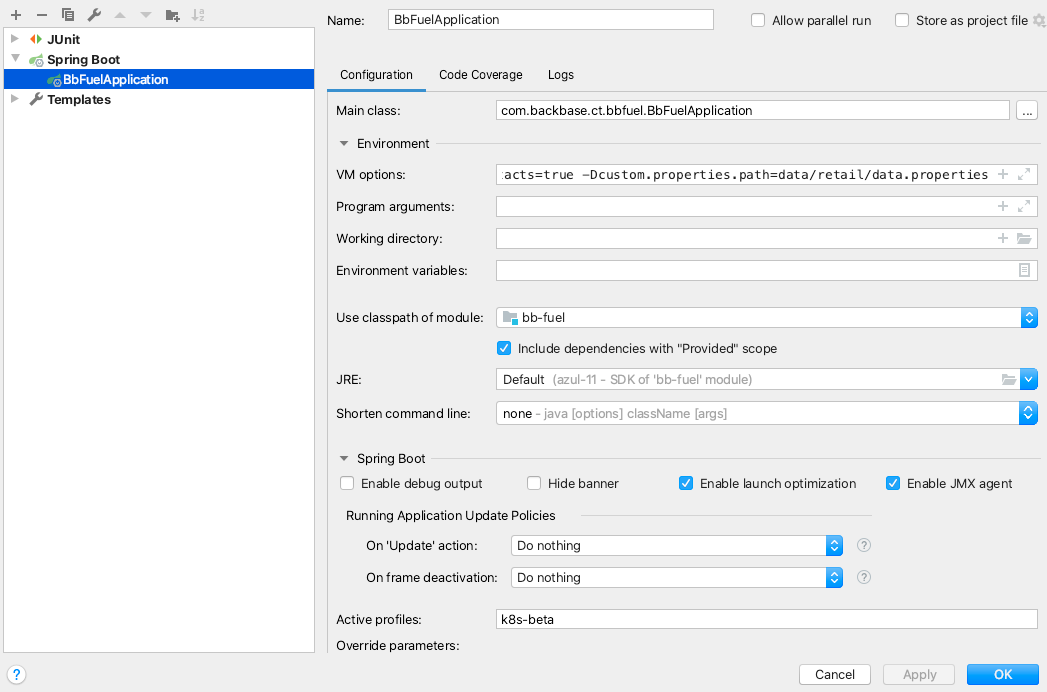 Name: BbFuelApplication Allow parallel run Store as project file
JUnit
Spring Boot
BbFuelApplication
Templates
Configuration Code Coverage Logs
Main class: com.backbase.ct.bbfuel.BbFuelApplication ...
Environment
VM options: acts=true -Dcustom.properties.path=data/retail/data.properties
Program arguments:
Working directory:
Environment variables:
Use classpath of module: bb-fuel
Include dependencies with "Provided" scope
JRE: Default (azul-11 - SDK of 'bb-fuel' module)
Shorten command line: none - java [options] className [args]
Spring Boot
Enable debug output Hide banner Enable launch optimization Enable JMX agent
Running Application Update Policies
On 'Update' action: Do nothing ?
On frame deactivation: Do nothing ?
Active profiles: k8s-beta
Override parameters:
? Cancel Apply OK